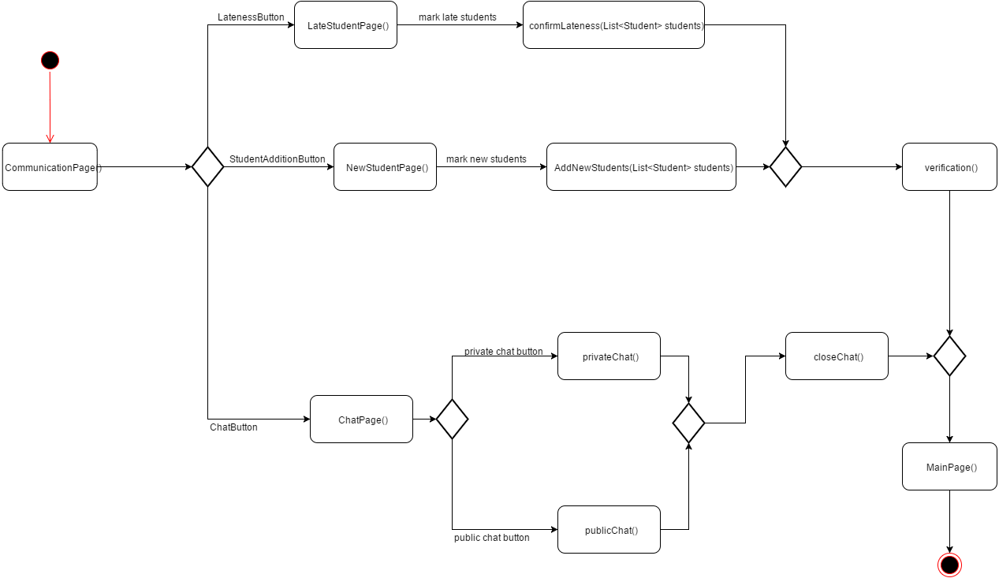 LatenessButton
LateStudentPage()
mark late students
confirmLateness(List<Student> students)
CommunicationPage()
StudentAdditionButton
NewStudentPage()
mark new students
AddNewStudents(List<Student> students)
verification()
private chat button
privateChat()
closeChat()
ChatButton
ChatPage()
MainPage()
public chat button
publicChat()